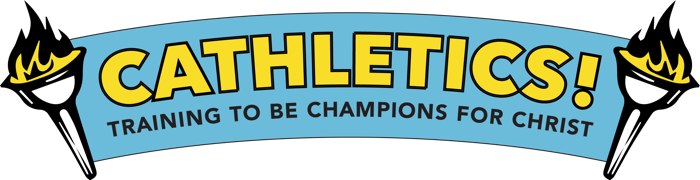 CATHLETICS!
TRAINING TO BE CHAMPIONS FOR CHRIST